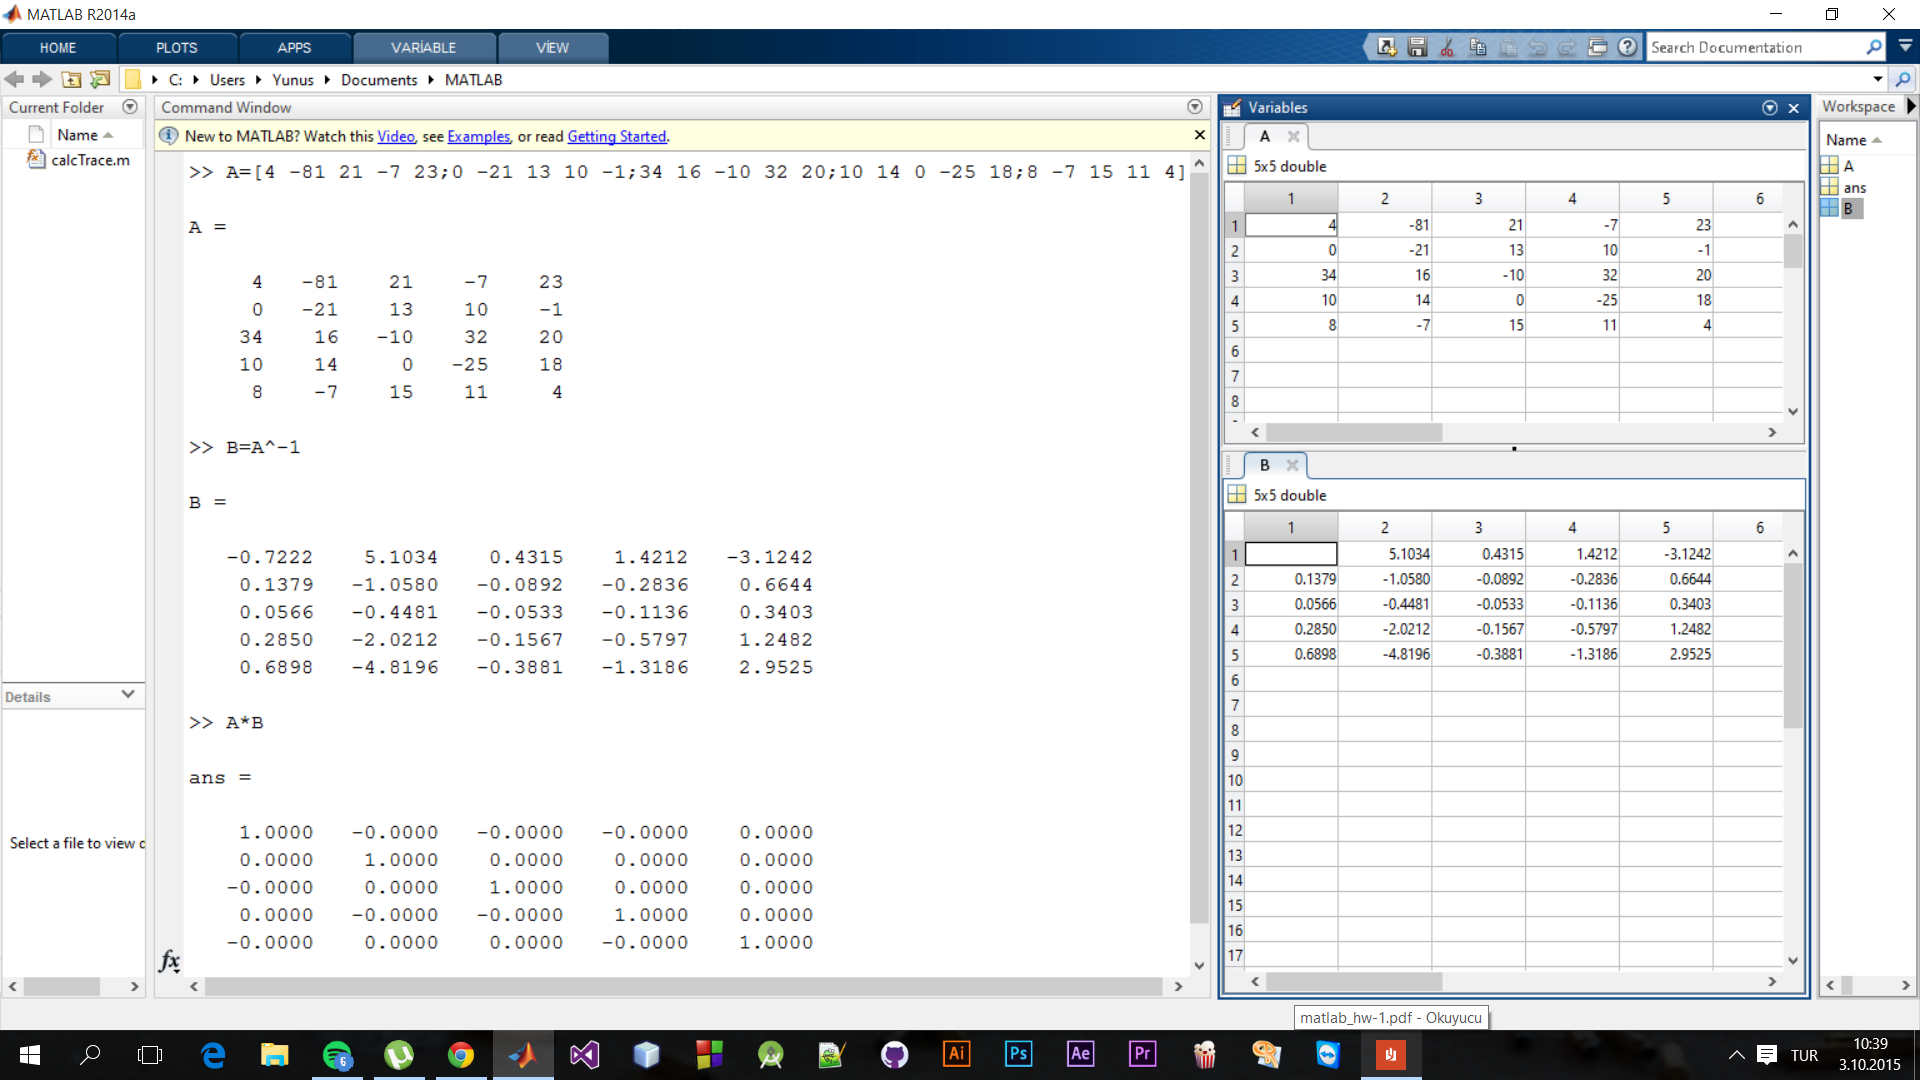 MATLAB R2014a
HOME PLOTS APPS VARİABLE VİEW
Search Documentation
C: Users Yunus Documents MATLAB
Current Folder
Name
calcTrace.m
Details
Select a file to view d
Command Window
New to MATLAB? Watch this Video, see Examples, or read Getting Started.
>> A=[4 -81 21 -7 23;0 -21 13 10 -1;34 16 -10 32 20;10 14 0 -25 18;8 -7 15 11 4]
A =
4 -81 21 -7 23
0 -21 13 10 -1
34 16 -10 32 20
10 14 0 -25 18
8 -7 15 11 4
>> B=A^-1
B =
-0.7222 5.1034 0.4315 1.4212 -3.1242
0.1379 -1.0580 -0.0892 -0.2836 0.6644
0.0566 -0.4481 -0.0533 -0.1136 0.3403
0.2850 -2.0212 -0.1567 -0.5797 1.2482
0.6898 -4.8196 -0.3881 -1.3186 2.9525
>> A*B
ans =
1.0000 -0.0000 -0.0000 -0.0000 0.0000
0.0000 1.0000 0.0000 0.0000 0.0000
-0.0000 0.0000 1.0000 0.0000 0.0000
0.0000 -0.0000 -0.0000 1.0000 0.0000
-0.0000 0.0000 0.0000 -0.0000 1.0000
fx
Variables
A
5x5 double
1 2 3 4 5 6
1 4 -81 21 -7 23
2 0 -21 13 10 -1
3 34 16 -10 32 20
4 10 14 0 -25 18
5 8 -7 15 11 4
6
7
8
B
5x5 double
1 2 3 4 5 6
1 5.1034 0.4315 1.4212 -3.1242
2 0.1379 -1.0580 -0.0892 -0.2836 0.6644
3 0.0566 -0.4481 -0.0533 -0.1136 0.3403
4 0.2850 -2.0212 -0.1567 -0.5797 1.2482
5 0.6898 -4.8196 -0.3881 -1.3186 2.9525
6
7
8
9
10
11
12
13
14
15
16
17
Workspace
Name
A
ans
B
matlab_hw-1.pdf - Okuyucu
6
Ai Ps Ae Pr
TUR
10:39
3.10.2015